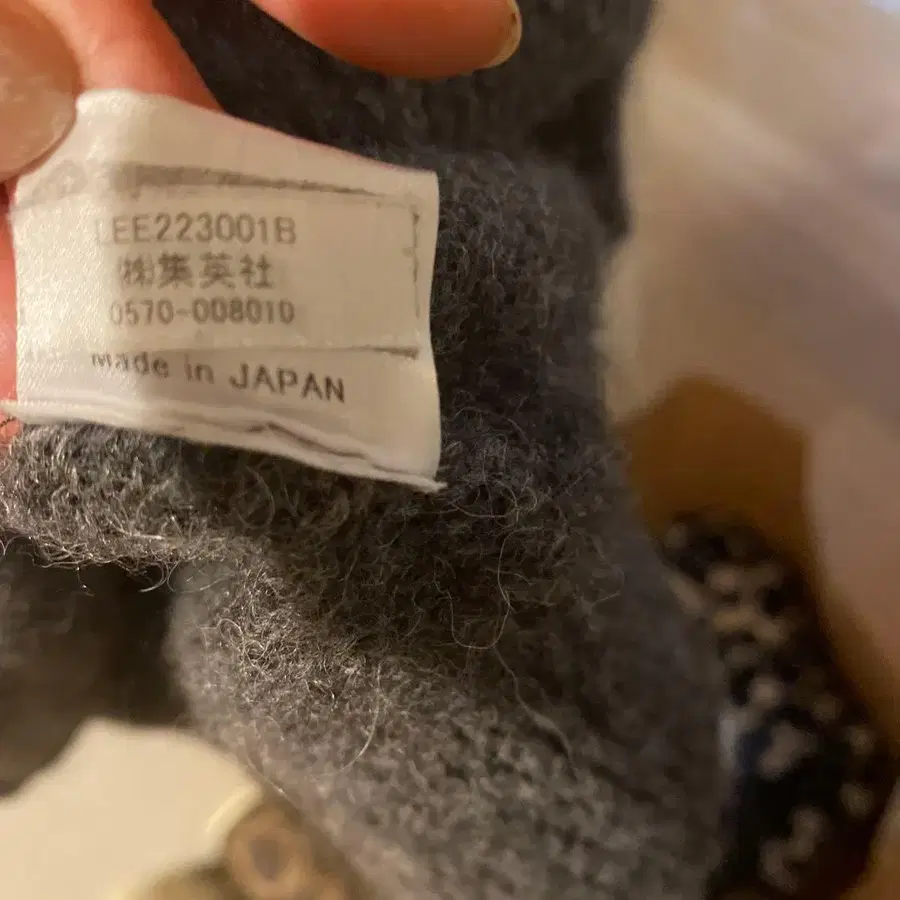 LEE223001B
㈱集英社
0570-008010
Made in JAPAN